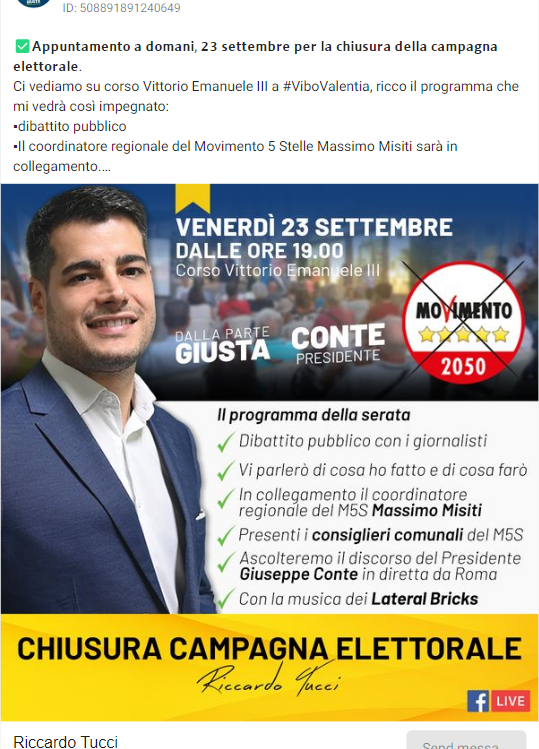 GIUSTA
ID: 508891891240649
✅Appuntamento a domani, 23 settembre per la chiusura della campagna
elettorale.
Ci vediamo su corso Vittorio Emanuele III a #ViboValentia, ricco il programma che
mi vedrà così impegnato:
▪dibattito pubblico
▪Il coordinatore regionale del Movimento 5 Stelle Massimo Misiti sarà in
collegamento.…
VENERDÌ 23 SETTEMBRE
DALLE ORE 19.00
Corso Vittorio Emanuele III
DALLA PARTE
GIUSTA
CONTE
PRESIDENTE
MOVIMENTO
2050
Il programma della serata
Dibattito pubblico con i giornalisti
Vi parlerò di cosa ho fatto e di cosa farò
In collegamento il coordinatore
regionale del M5S Massimo Misiti
Presenti i consiglieri comunali del M5S
Ascolteremo il discorso del Presidente
Giuseppe Conte in diretta da Roma
Con la musica dei Lateral Bricks
CHIUSURA CAMPAGNA ELETTORALE
Riccardo Tucci
f LIVE
Riccardo Tucci
Send messa